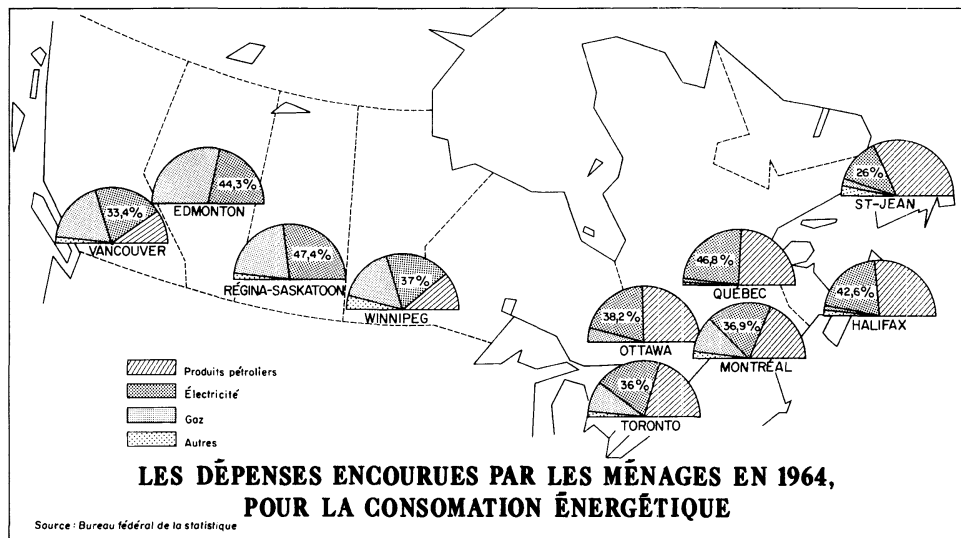 44,3%
EDMONTON
33,4%
VANCOUVER
47,4%
RÉGINA-SASKATOON
37%
WINNIPEG
26%
ST-JEAN
46,8%
QUÉBEC
42,6%
HALIFAX
38,2%
OTTAWA
36,9%
MONTRÉAL
36%
TORONTO
Produits pétroliers
Électricité
Gaz
Autres
LES DÉPENSES ENCOURUES PAR LES MÉNAGES EN 1964,
POUR LA CONSOMATION ÉNERGÉTIQUE
Source : Bureau fédéral de la statistique